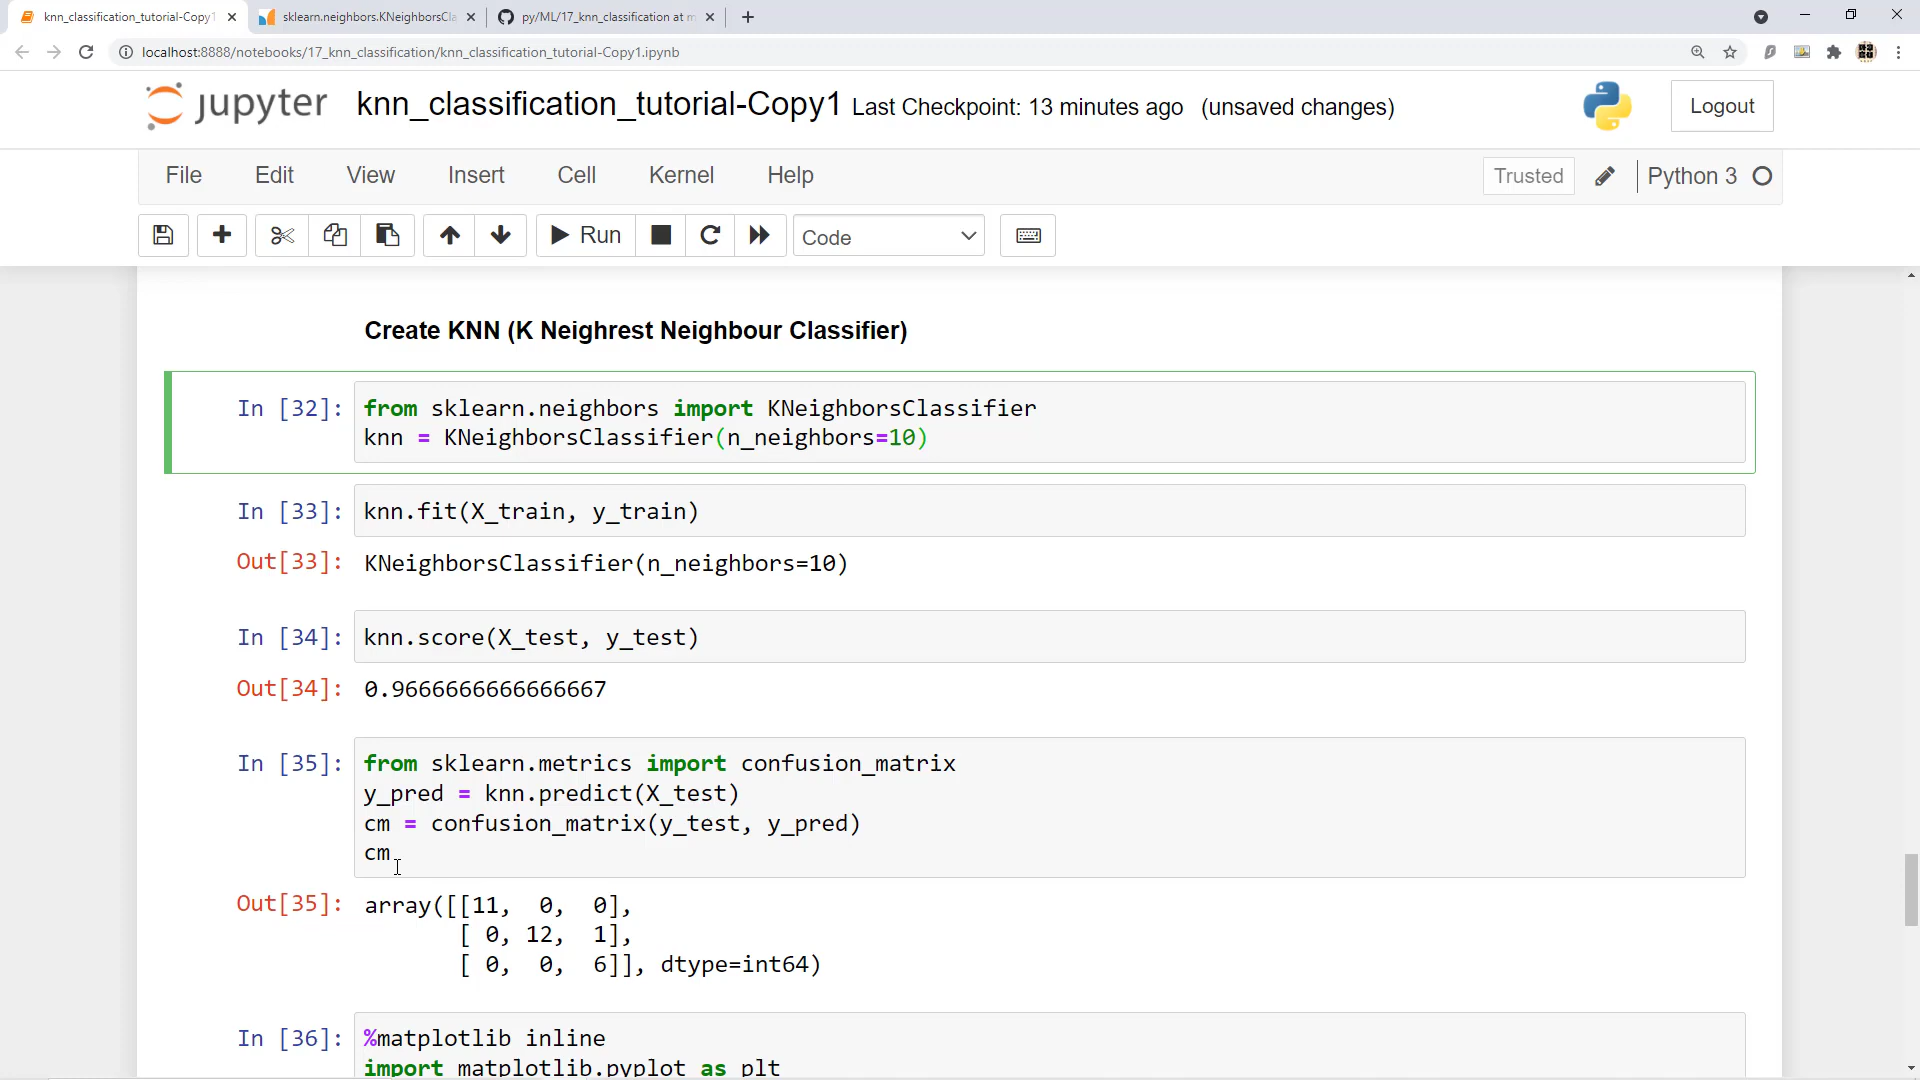 knn_classification_tutorial-Copy1
sklearn.neighbors.KNeighborsCla
py/ML/17_knn_classification at m
localhost:8888/notebooks/17_knn_classification/knn_classification_tutorial-Copy1.ipynb
jupyter knn_classification_tutorial-Copy1 Last Checkpoint: 13 minutes ago (unsaved changes)
Logout
File Edit View Insert Cell Kernel Help
Trusted
Python 3
Run
Code
Create KNN (K Neighrest Neighbour Classifier)
In [32]: from sklearn.neighbors import KNeighborsClassifier
knn = KNeighborsClassifier(n_neighbors=10)
In [33]: knn.fit(X_train, y_train)
Out[33]: KNeighborsClassifier(n_neighbors=10)
In [34]: knn.score(X_test, y_test)
Out[34]: 0.9666666666666667
In [35]: from sklearn.metrics import confusion_matrix
y_pred = knn.predict(X_test)
cm = confusion_matrix(y_test, y_pred)
cm
Out[35]: array([[11, 0, 0],
[ 0, 12, 1],
[ 0, 0, 6]], dtype=int64)
In [36]: %matplotlib inline
import matplotlib.pyplot as plt